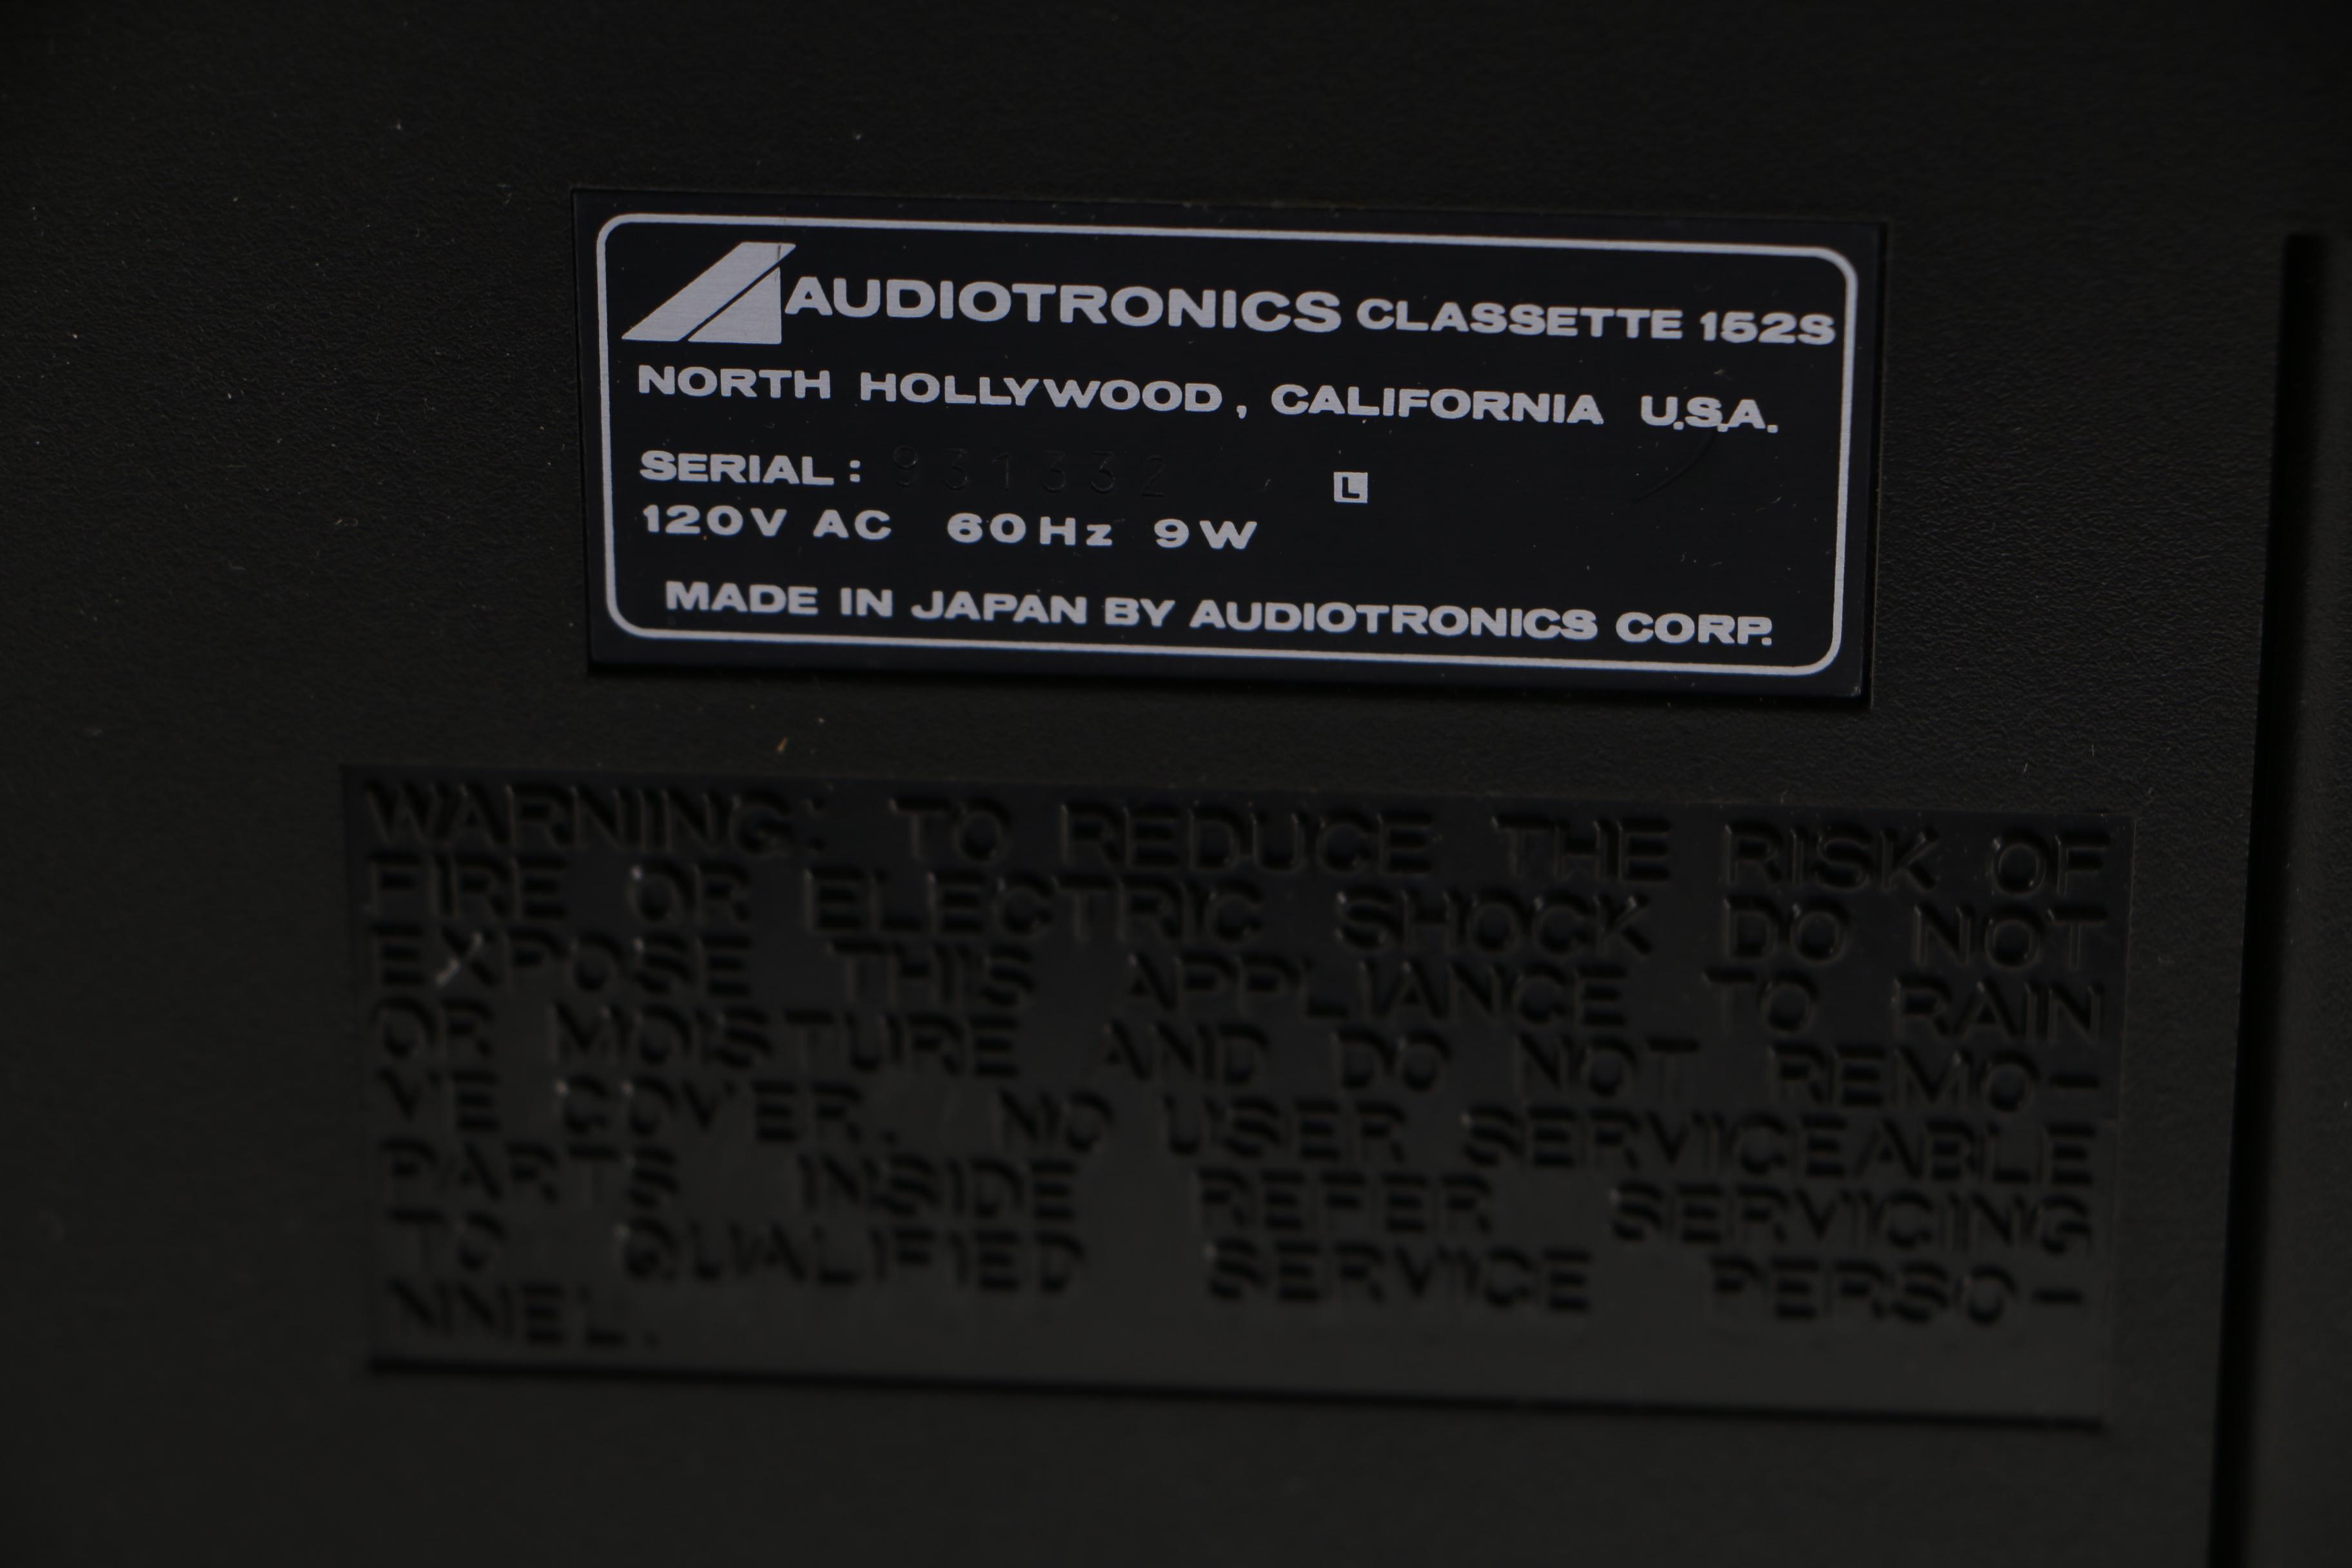 AUDIOTRONICS CLASSETTE 152S
NORTH HOLLYWOOD, CALIFORNIA U.S.A.
SERIAL: 931332 L
120V AC 60Hz 9W
MADE IN JAPAN BY AUDIOTRONICS CORP.
WARNING: TO REDUCE THE RISK OF
FIRE OR ELECTRIC SHOCK DO NOT
EXPOSE THIS APPLIANCE TO RAIN
OR MOISTURE AND DO NOT REMO-
VE COVER. NO USER SERVICEABLE
PARTS INSIDE REFER SERVICING
TO QUALIFIED SERVICE PERSO-
NNEL.